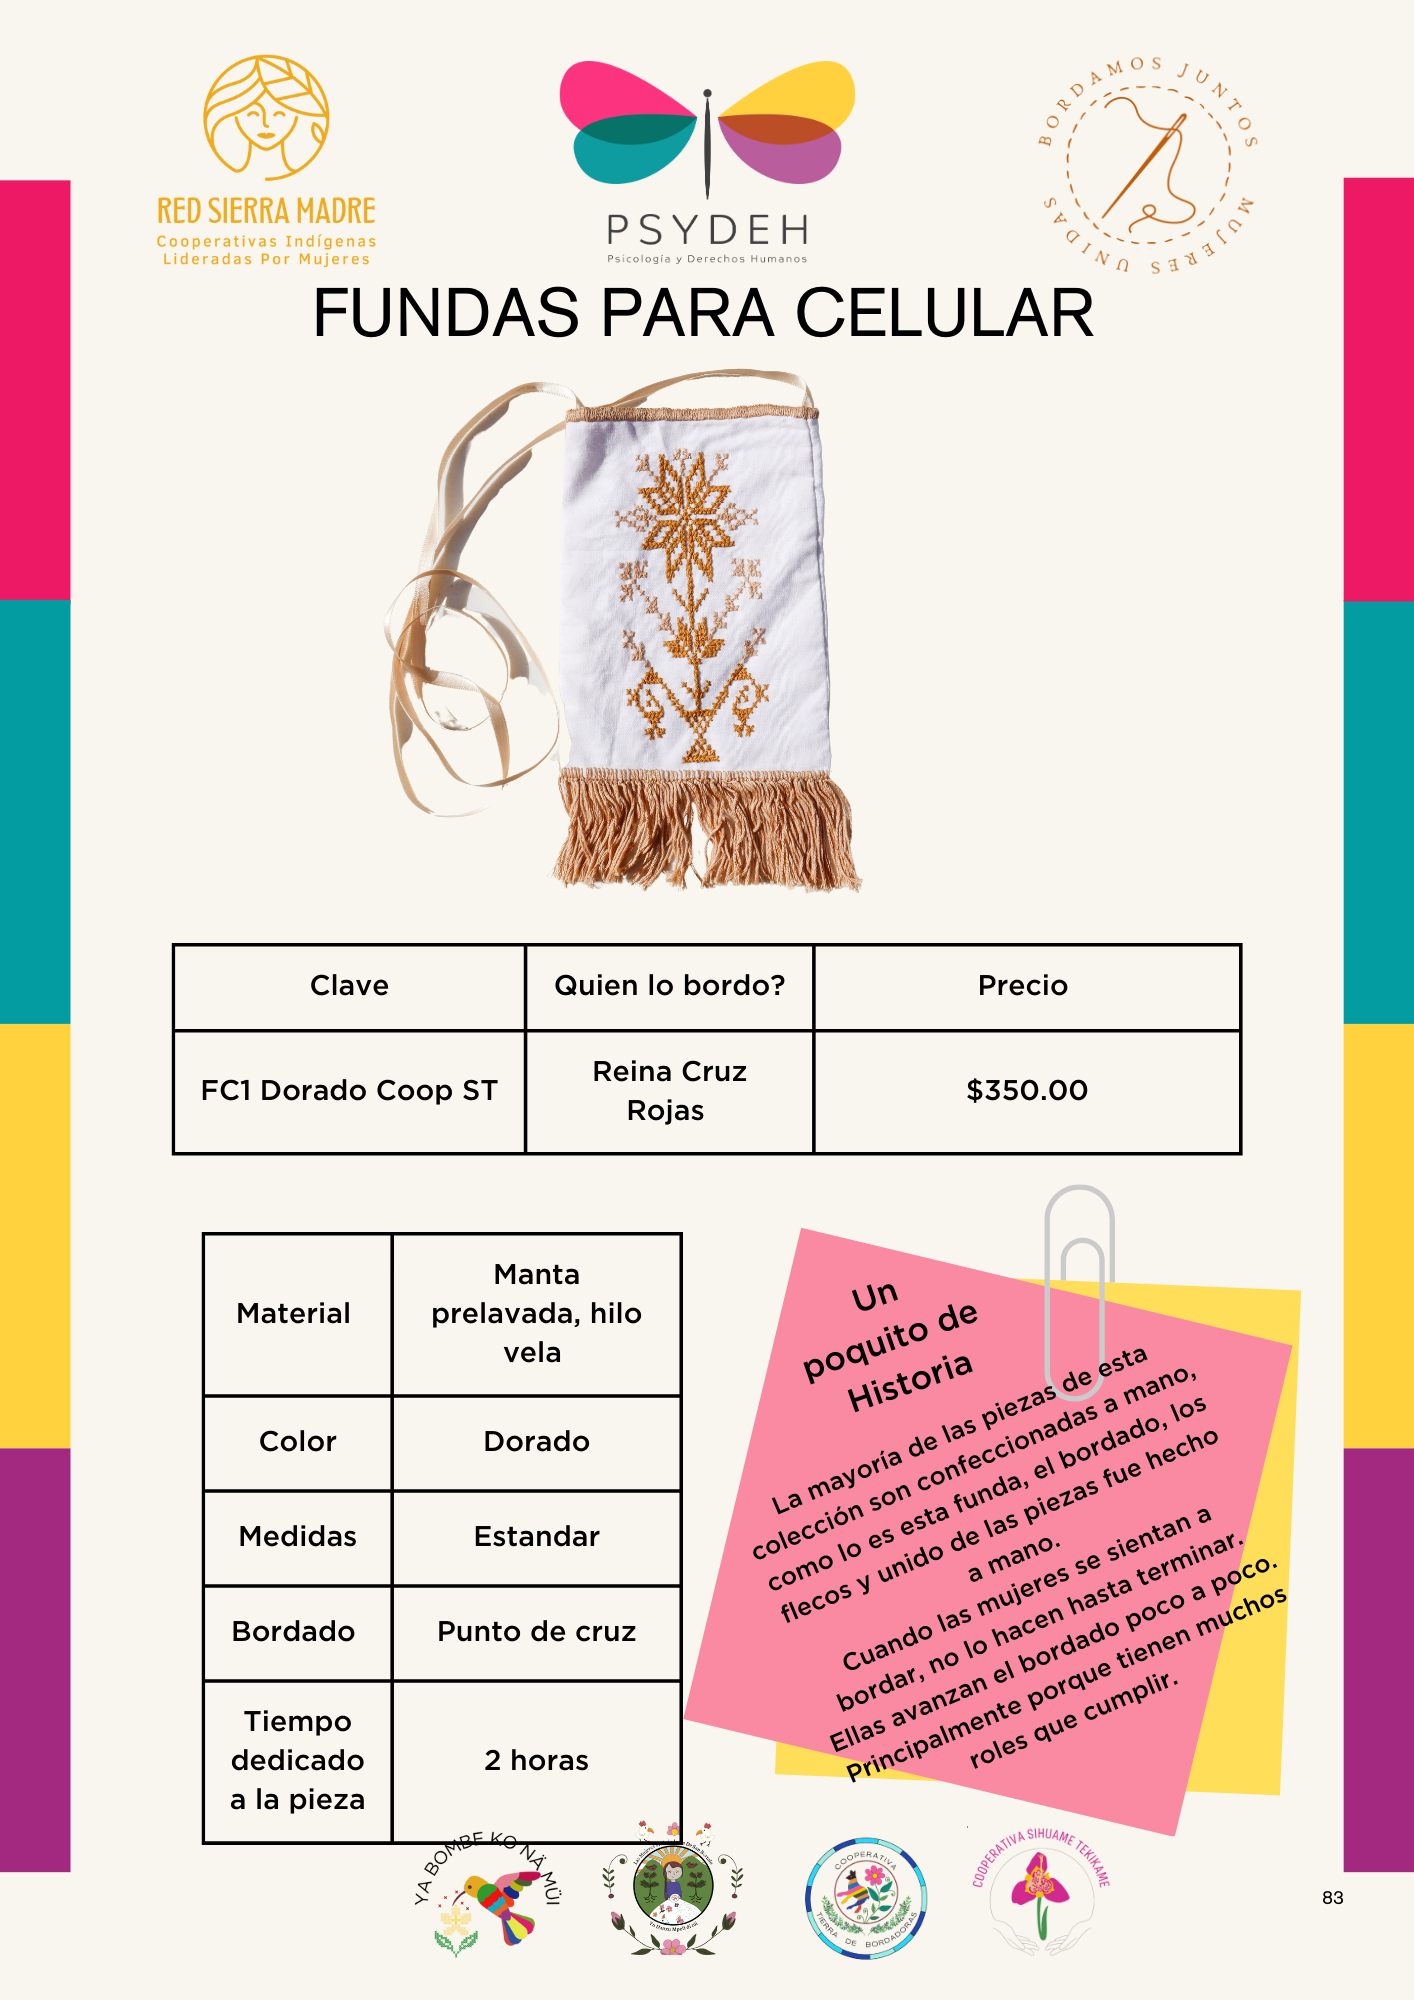 RED SIERRA MADRE
Cooperativas Indígenas
Lideradas Por Mujeres
PSYDEH
Psicología y Derechos Humanos
BORDAMOS JUNTOS
MUJERES UNIDAS
FUNDAS PARA CELULAR
Clave
Quien lo bordo?
Precio
FC1 Dorado Coop ST
Reina Cruz
Rojas
$350.00
Material
Manta
prelavada, hilo
vela
Color
Dorado
Medidas
Estandar
Bordado
Punto de cruz
Tiempo
dedicado
a la pieza
2 horas
Un
poquito de
Historia
La mayoría de las piezas de esta
colección son confeccionadas a mano,
como lo es esta funda, el bordado, los
flecos y unido de las piezas fue hecho
a mano.
Cuando las mujeres se sientan a
bordar, no lo hacen hasta terminar.
Ellas avanzan el bordado poco a poco.
Principalmente porque tienen muchos
roles que cumplir.
YA BOMBE KO NÄ MÜI
COOPERATIVA
TIERRA DE BORDADORAS
COOPERATIVA SIHUAME TEKIKAME
83